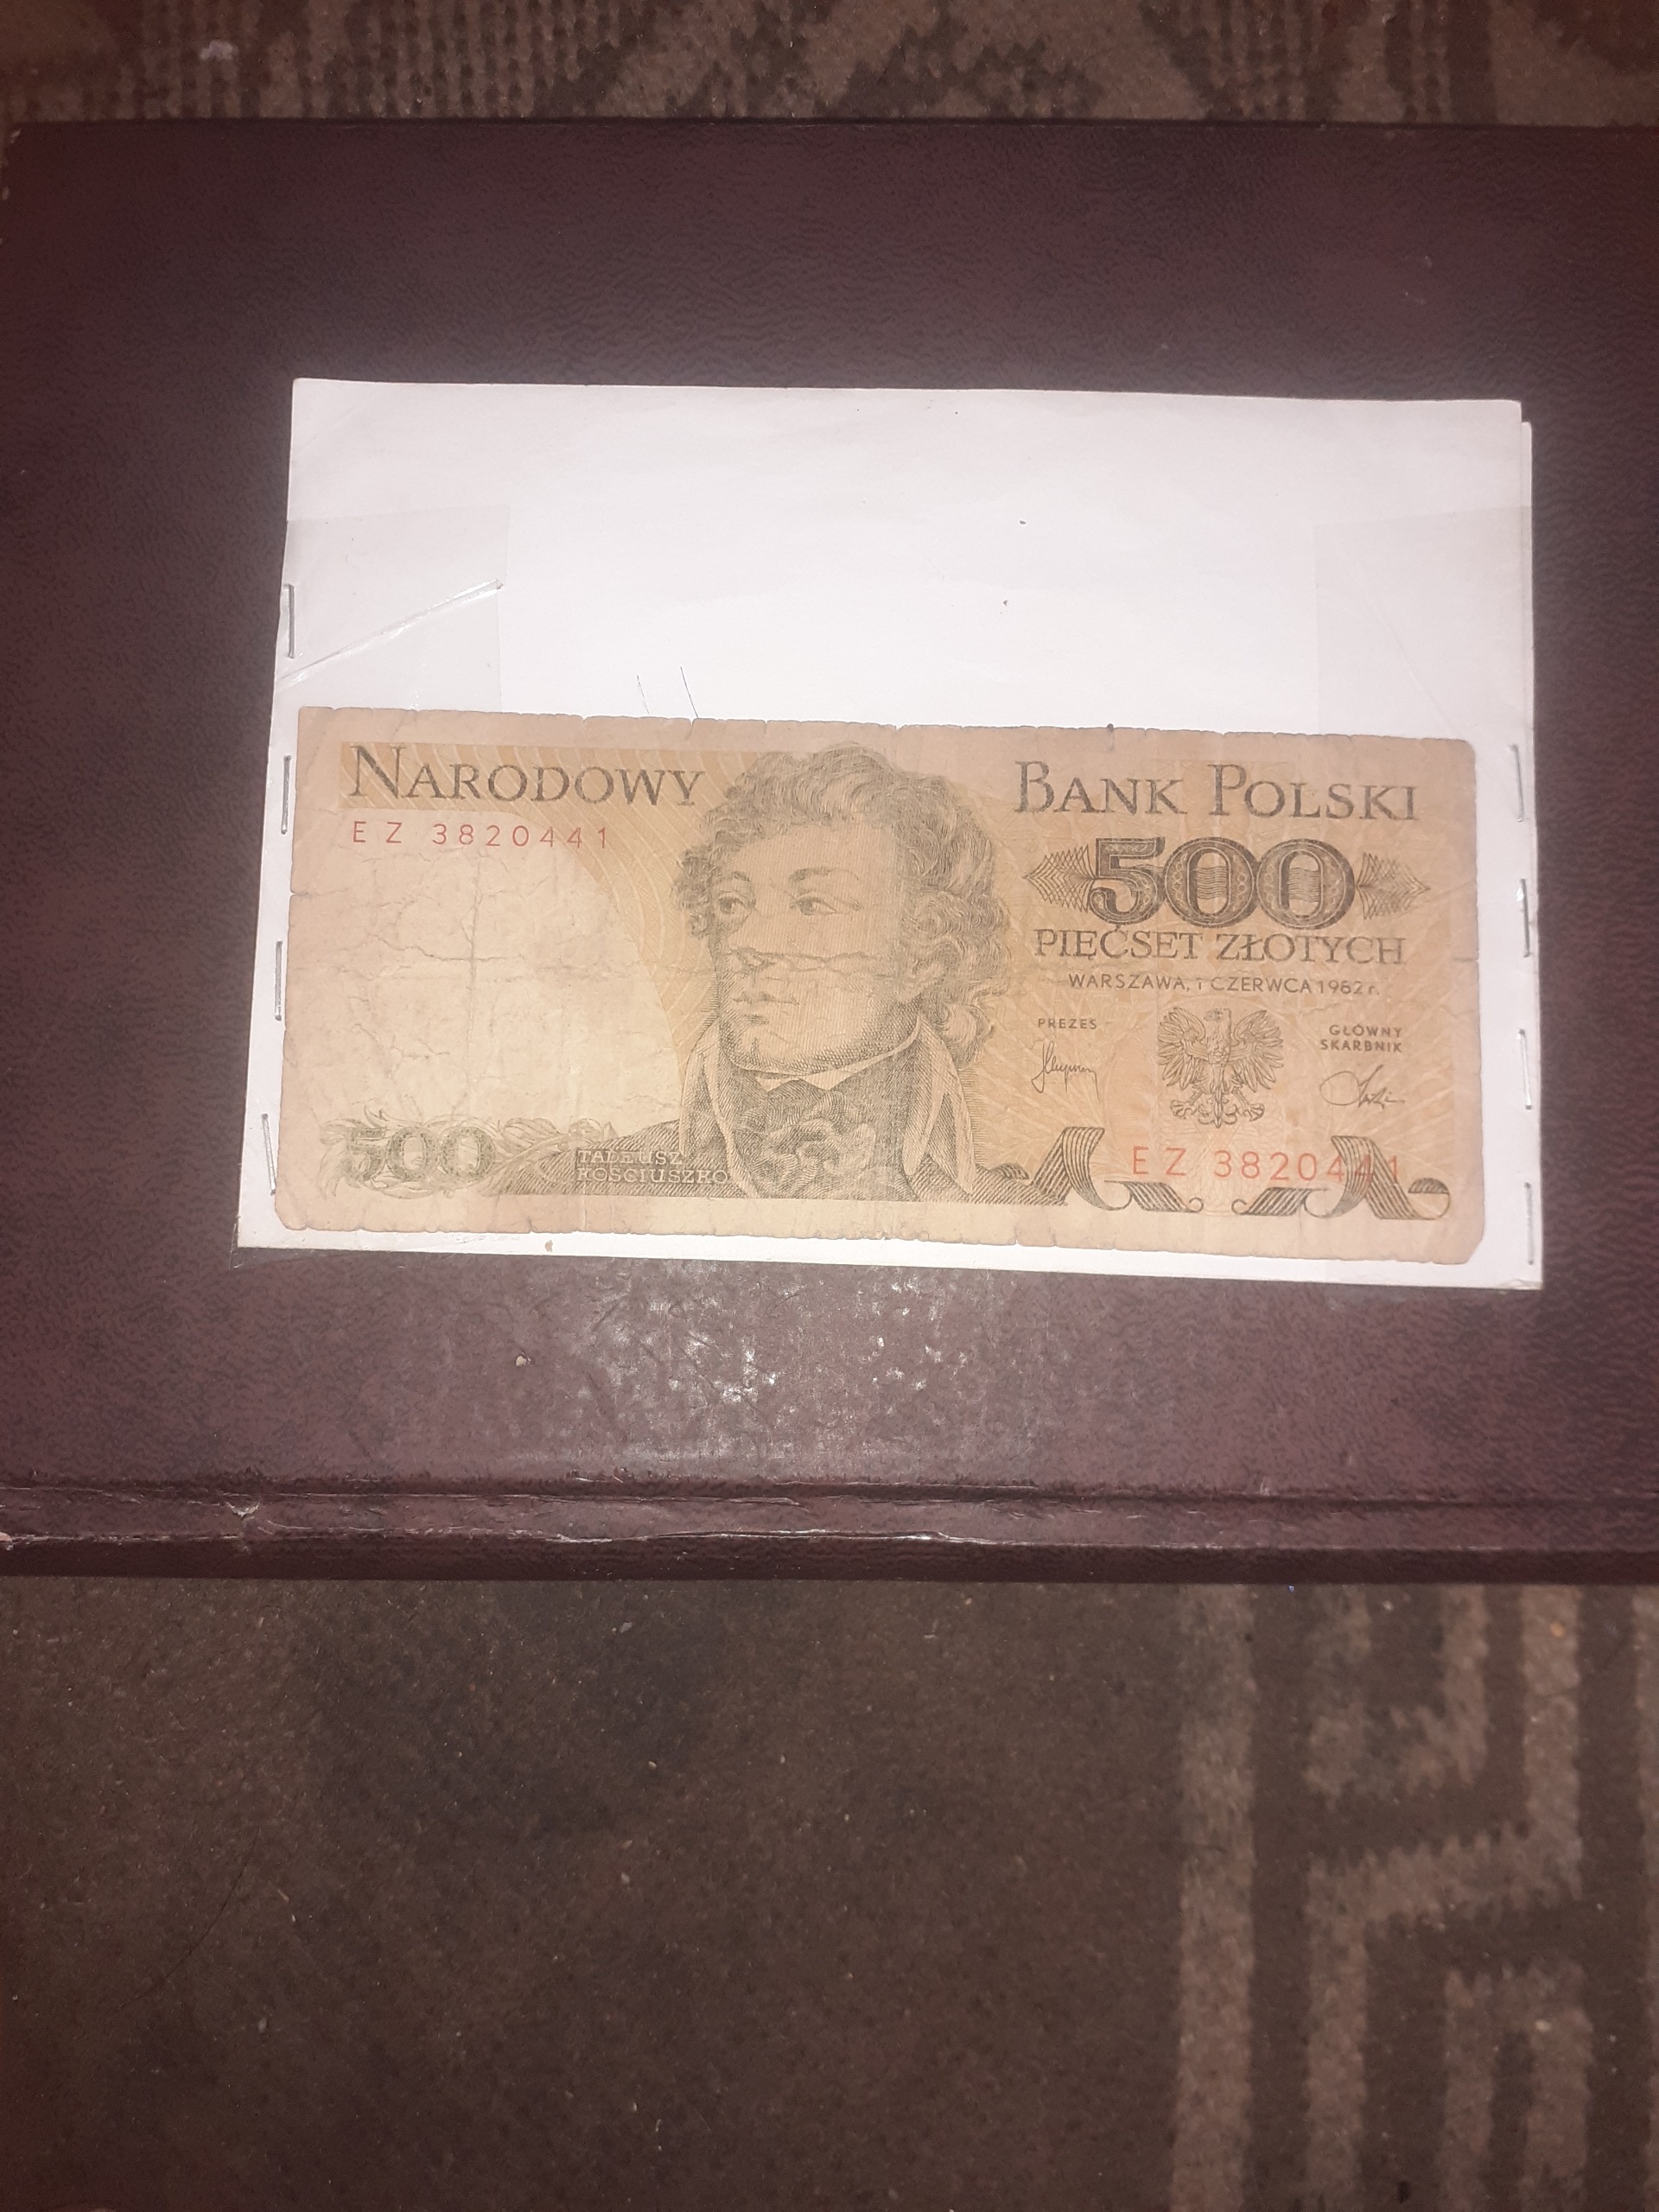 NARODOWY BANK POLSKI
EZ 3820441
500
PIĘĆSET ZŁOTYCH
WARSZAWA, 1 CZERWCA 1982 r.
PREZES
GŁÓWNY
SKARBNIK
500
TADEUSZ
KOŚCIUSZKO
EZ 3820441